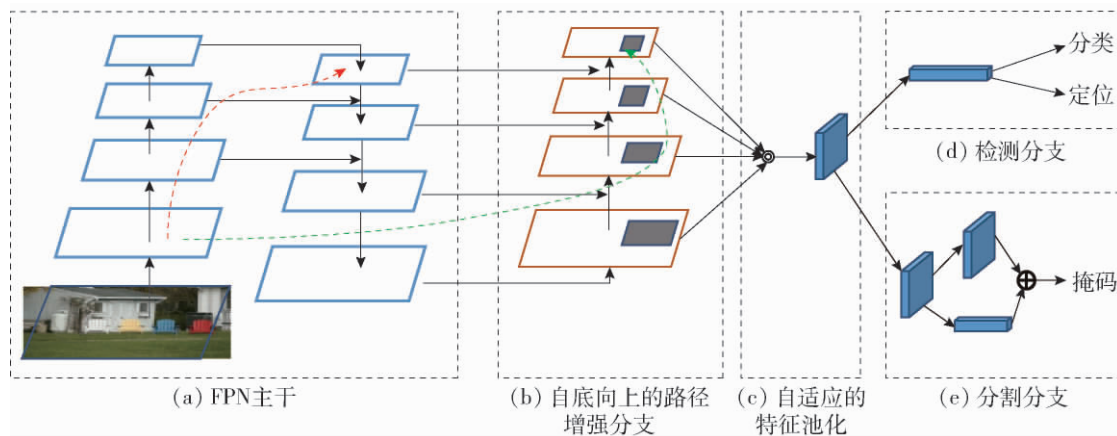 分类
定位
(d) 检测分支
掩码
(a) FPN主干
(b) 自底向上的路径
增强分支
(c) 自适应的
特征池化
(e) 分割分支